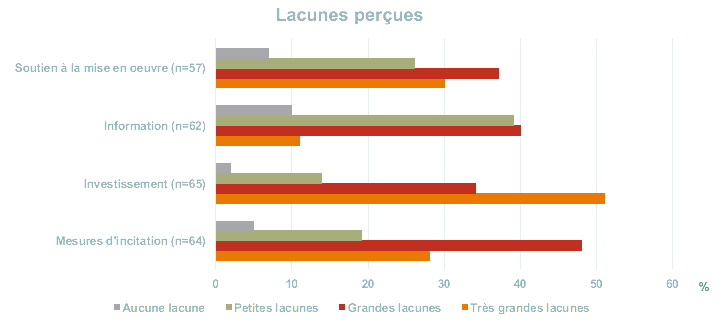 Lacunes perçues
Soutien à la mise en oeuvre (n=57)
Information (n=62)
Investissement (n=65)
Mesures d'incitation (n=64)
0 10 20 30 40 50 60 %
Aucune lacune Petites lacunes Grandes lacunes Très grandes lacunes